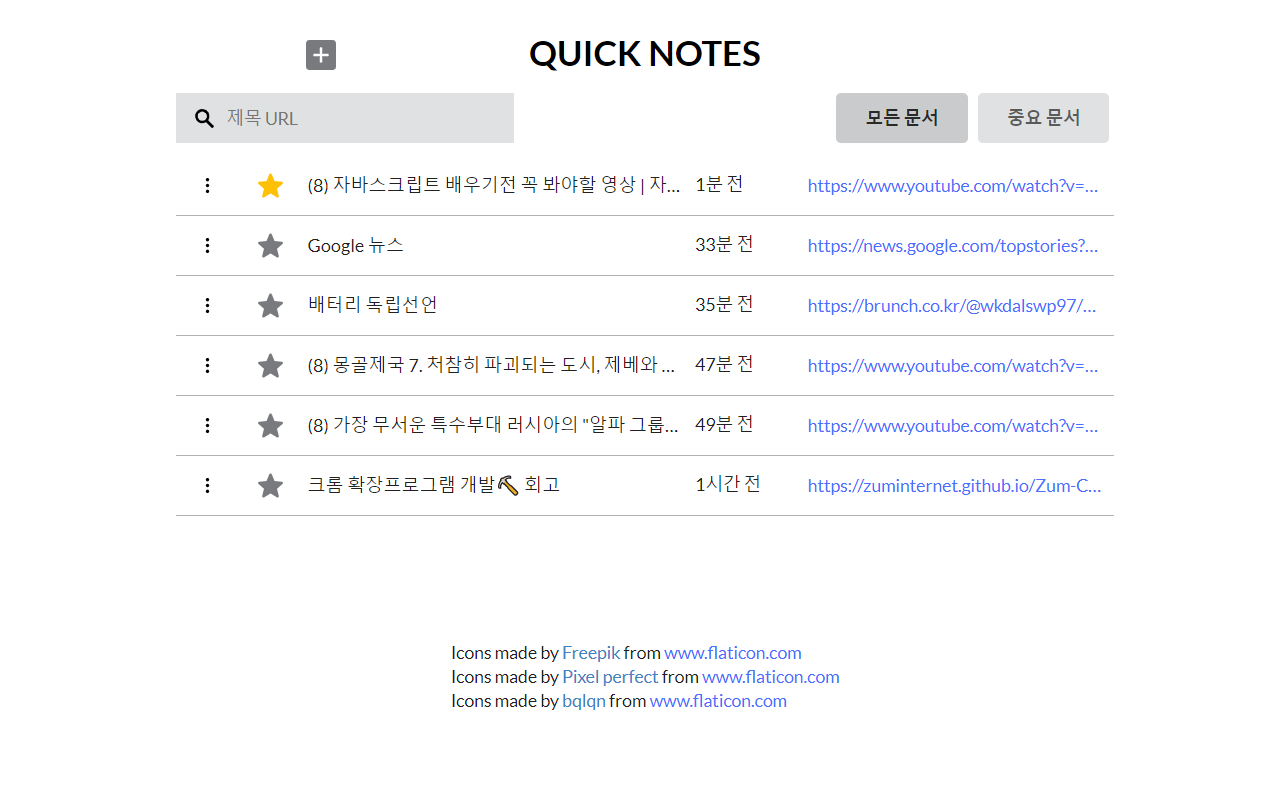 QUICK NOTES
제목 URL
모든 문서
중요 문서
(8) 자바스크립트 배우기전 꼭 봐야할 영상 | 자... 1분 전 https://www.youtube.com/watch?v=...
Google 뉴스 33분 전 https://news.google.com/topstories?...
배터리 독립선언 35분 전 https://brunch.co.kr/@wkdalswp97/...
(8) 몽골제국 7. 처참히 파괴되는 도시, 제베와 ... 47분 전 https://www.youtube.com/watch?v=...
(8) 가장 무서운 특수부대 러시아의 "알파 그룹... 49분 전 https://www.youtube.com/watch?v=...
크롬 확장프로그램 개발🔨 회고 1시간 전 https://zuminternet.github.io/Zum-C...
Icons made by Freepik from www.flaticon.com
Icons made by Pixel perfect from www.flaticon.com
Icons made by bqlqn from www.flaticon.com